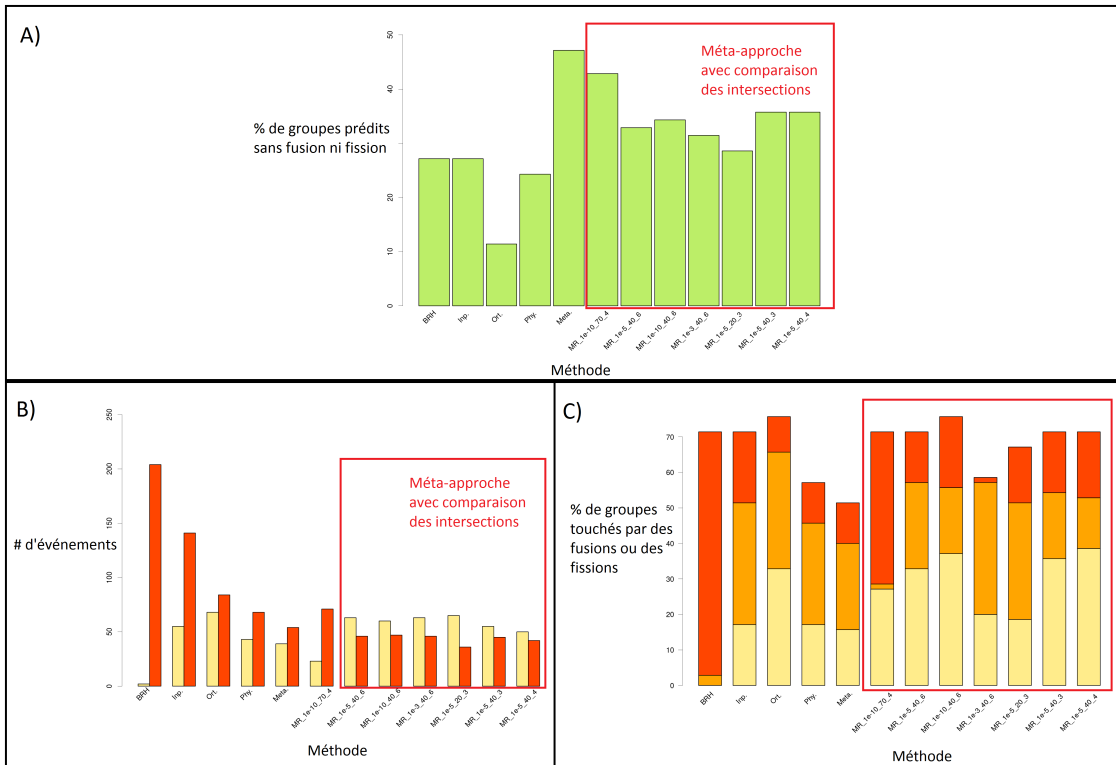 A)
50
40
30
20
10
0
% de groupes prédits
sans fusion ni fission
Méta-approche
avec comparaison
des intersections
BRH
Inp.
Ort.
Phy.
Meta.
MR_1e-10_70_4
MR_1e-5_40_6
MR_1e-10_40_6
MR_1e-3_40_6
MR_1e-5_20_3
MR_1e-5_40_3
MR_1e-5_40_4
Méthode
B)
250
200
150
100
50
0
# d'événements
Méta-approche
avec comparaison
des intersections
BRH
Inp.
Ort.
Phy.
Meta.
MR_1e-10_70_4
MR_1e-5_40_6
MR_1e-10_40_6
MR_1e-3_40_6
MR_1e-5_20_3
MR_1e-5_40_3
MR_1e-5_40_4
Méthode
C)
70
60
50
40
30
20
10
0
% de groupes
touchés par des
fusions ou des
fissions
BRH
Inp.
Ort.
Phy.
Meta.
MR_1e-10_70_4
MR_1e-5_40_6
MR_1e-10_40_6
MR_1e-3_40_6
MR_1e-5_20_3
MR_1e-5_40_3
MR_1e-5_40_4
Méthode